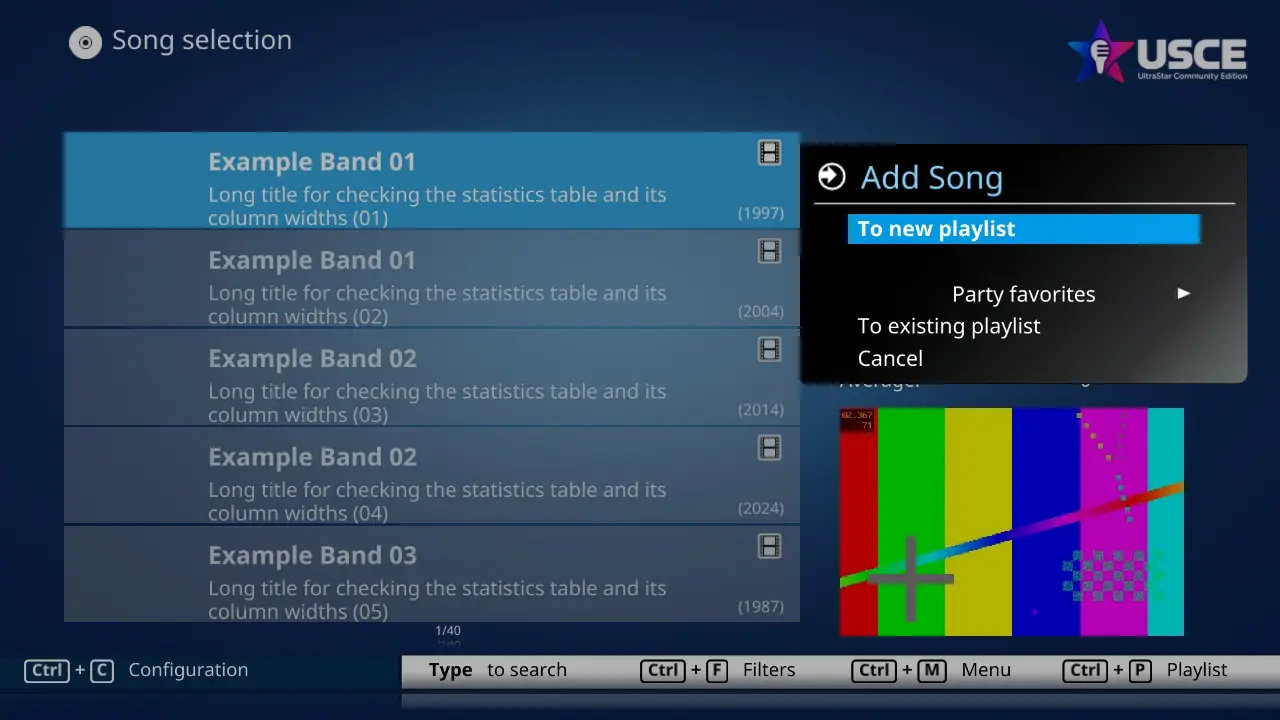 Song selection
USCE
UltraStar Community Edition
Example Band 01
Long title for checking the statistics table and its
column widths (01)
(1997)
Example Band 01
Long title for checking the statistics table and its
column widths (02)
(2004)
Example Band 02
Long title for checking the statistics table and its
column widths (03)
(2014)
Example Band 02
Long title for checking the statistics table and its
column widths (04)
(2024)
Example Band 03
Long title for checking the statistics table and its
column widths (05)
(1987)
1/40
Add Song
To new playlist
Party favorites
To existing playlist
Cancel
Average:
02.367
71
Ctrl + C Configuration
Type to search
Ctrl + F Filters
Ctrl + M Menu
Ctrl + P Playlist